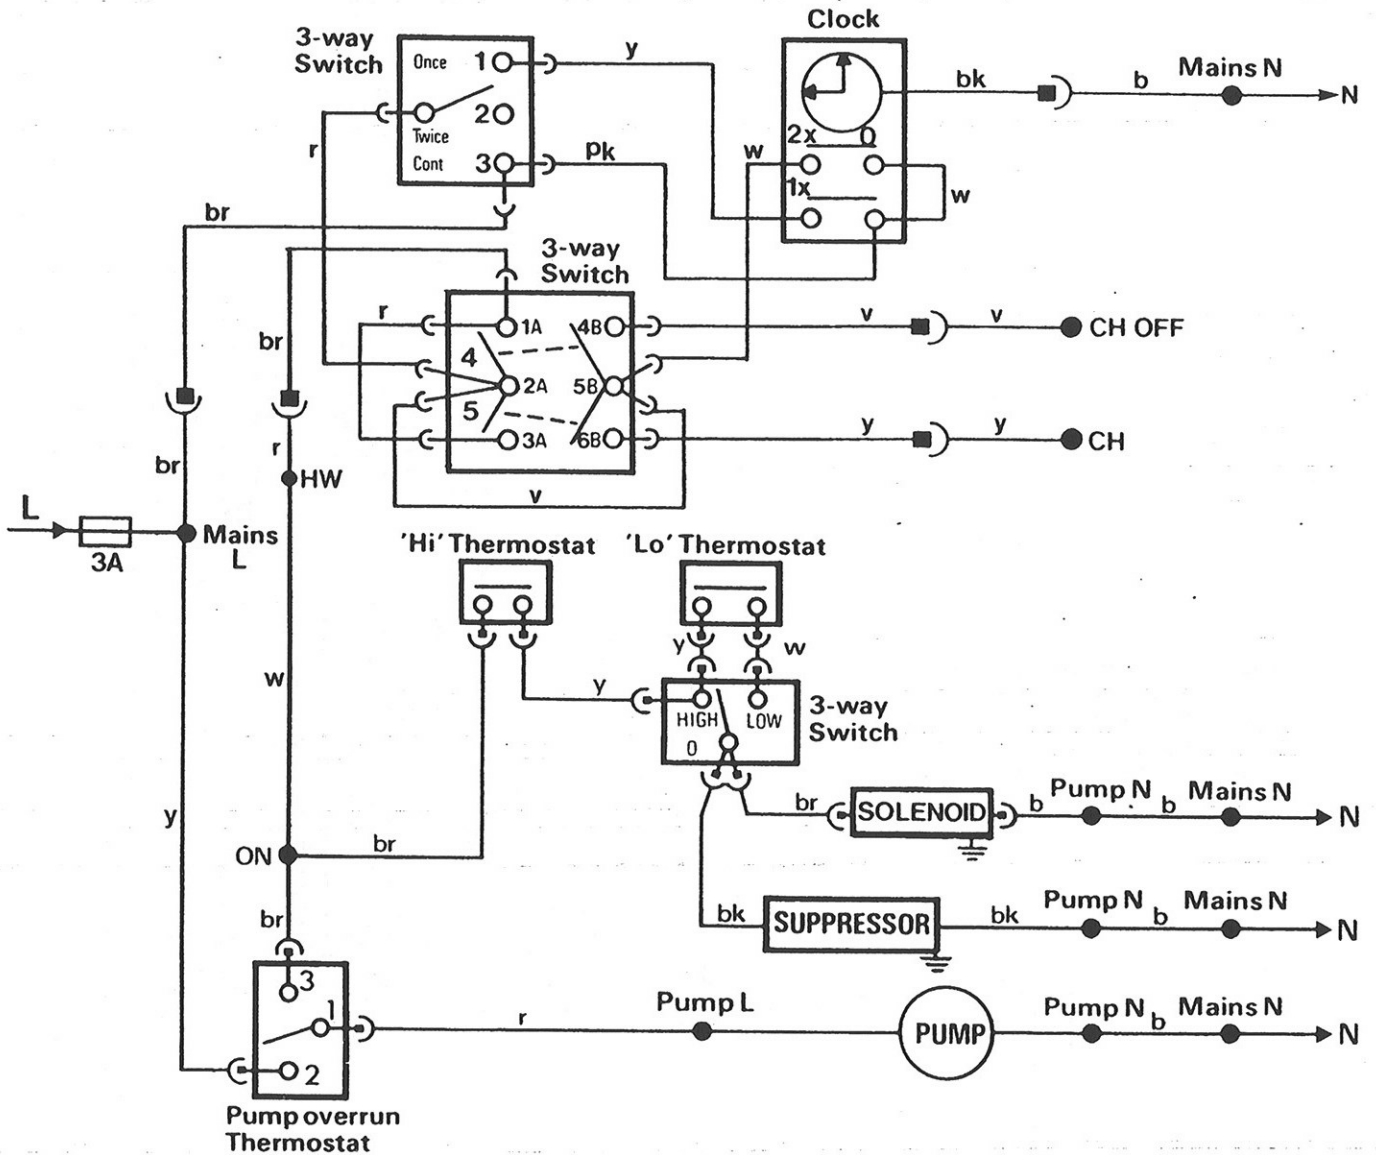 Clock
3-way
Switch
Once
1
y
Mains N
bk
b
N
2
Twice
r
2x
0
w
Cont
3
pk
w
1x
br
3-way
Switch
r
1A
4B
v
v
CH OFF
br
4
2A
5B
5
3A
6B
y
y
CH
r
br
HW
v
L
3A
Mains
L
'Hi' Thermostat
'Lo' Thermostat
y
w
w
y
HIGH
LOW
0
3-way
Switch
Pump N
Mains N
br
SOLENOID
b
b
N
y
ON
br
Pump N
Mains N
br
bk
SUPPRESSOR
bk
b
N
3
1
Pump L
Pump N
Mains N
r
PUMP
b
N
2
Pump overrun
Thermostat